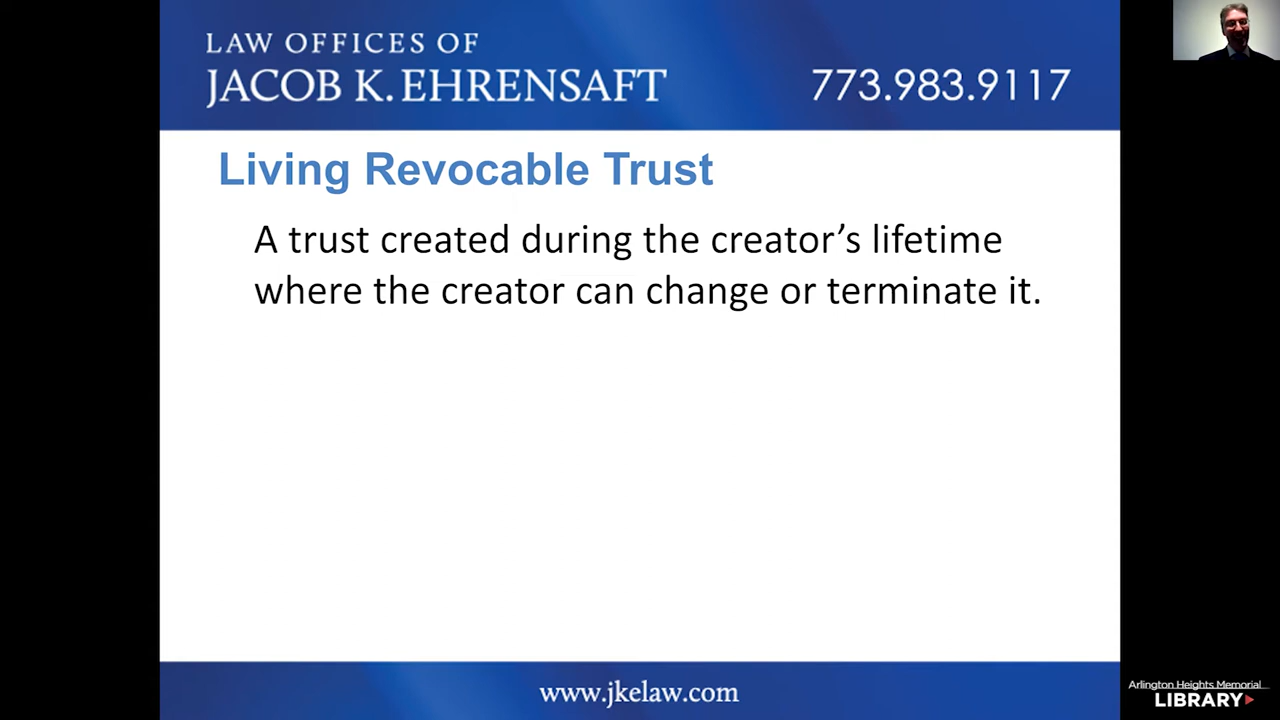 LAW OFFICES OF
JACOB K. EHRENSAFT
773.983.9117
Living Revocable Trust
A trust created during the creator’s lifetime
where the creator can change or terminate it.
www.jkelaw.com
Arlington Heights Memorial
LIBRARY